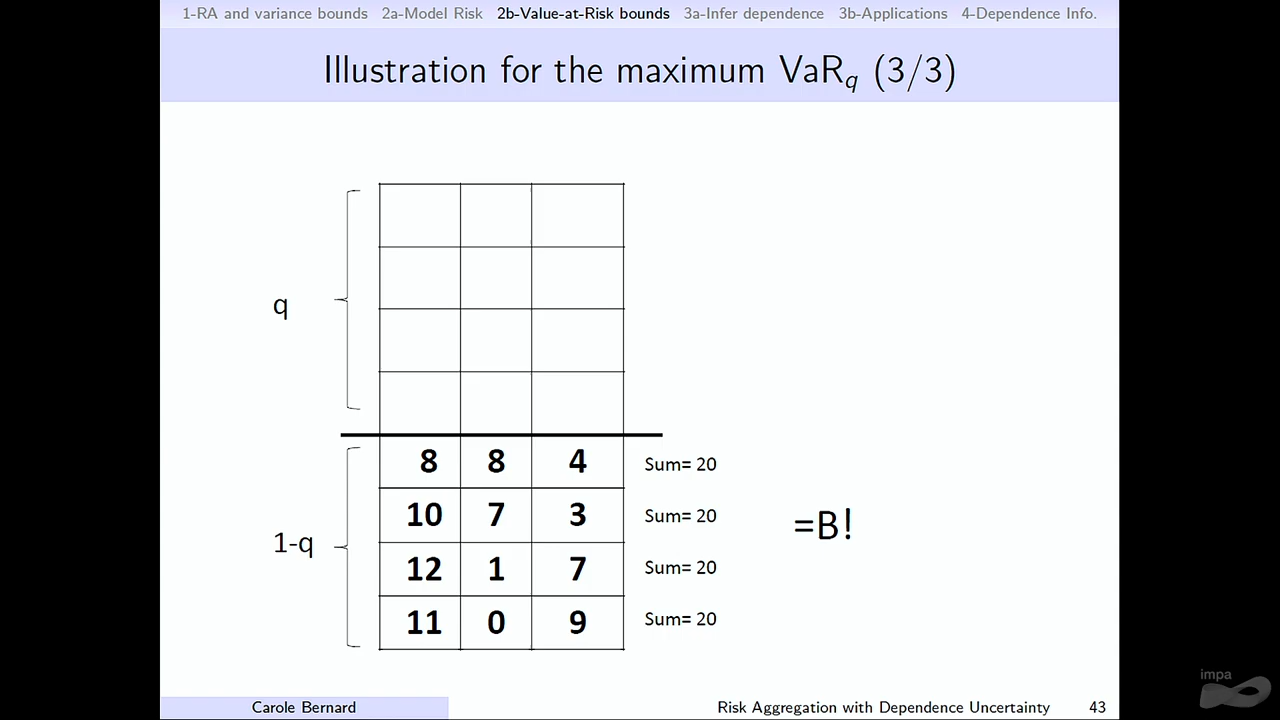 1-RA and variance bounds 2a-Model Risk 2b-Value-at-Risk bounds 3a-Infer dependence 3b-Applications 4-Dependence Info.
Illustration for the maximum VaRq (3/3)
q
1-q
8 8 4 Sum= 20
10 7 3 Sum= 20
12 1 7 Sum= 20
11 0 9 Sum= 20
=B!
impa
Carole Bernard Risk Aggregation with Dependence Uncertainty 43